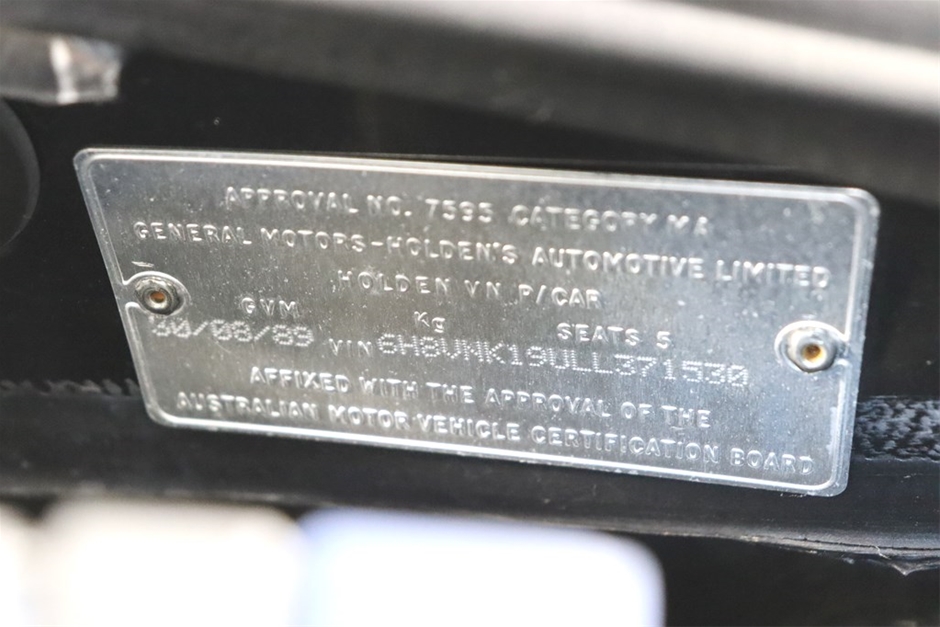 APPROVAL NO. 7595 CATEGORY MA
GENERAL MOTORS-HOLDEN'S AUTOMOTIVE LIMITED
HOLDEN VN P/CAR
GVM Kg SEATS 5
30/08/89 VIN 6H8VNK19ULL371530
AFFIXED WITH THE APPROVAL OF THE
AUSTRALIAN MOTOR VEHICLE CERTIFICATION BOARD